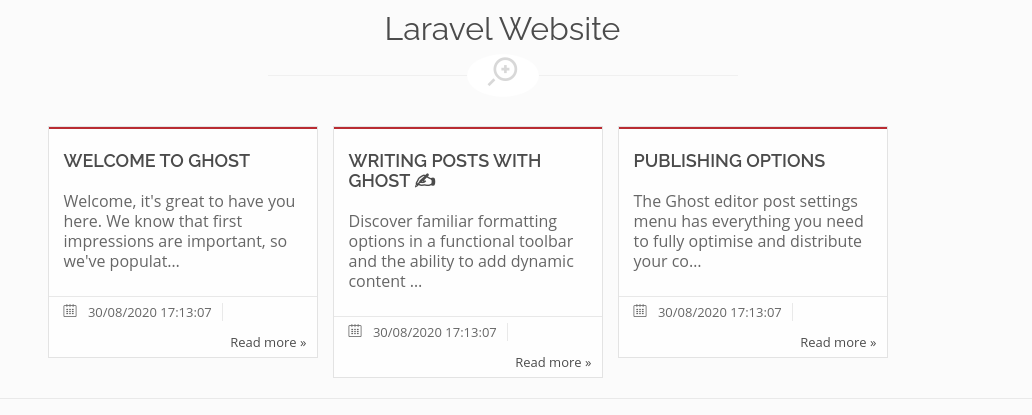 Laravel Website
WELCOME TO GHOST
Welcome, it's great to have you
here. We know that first
impressions are important, so
we've populat...
30/08/2020 17:13:07
Read more »
WRITING POSTS WITH
GHOST ✍
Discover familiar formatting
options in a functional toolbar
and the ability to add dynamic
content ...
30/08/2020 17:13:07
Read more »
PUBLISHING OPTIONS
The Ghost editor post settings
menu has everything you need
to fully optimise and distribute
your co...
30/08/2020 17:13:07
Read more »